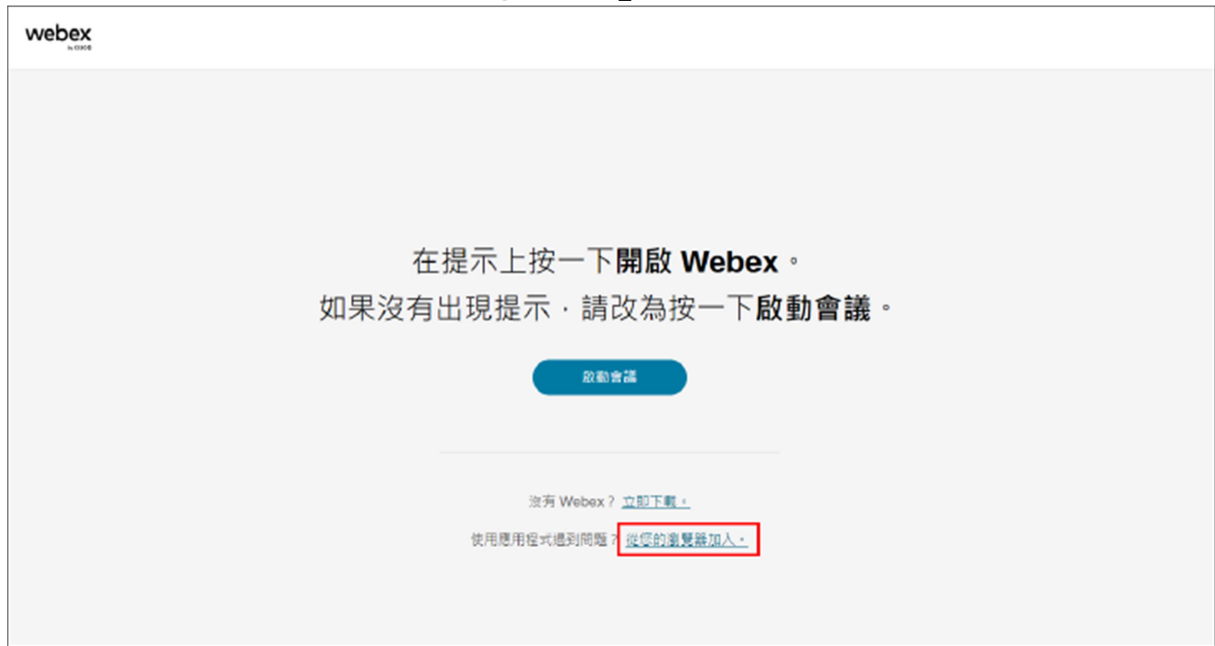 webex
by CISCO
在提示上按一下開啟 Webex。
如果沒有出現提示，請改為按一下啟動會議。
啟動會議
沒有 Webex？ 立即下載。
使用應用程式遇到問題？ 從您的瀏覽器加入。